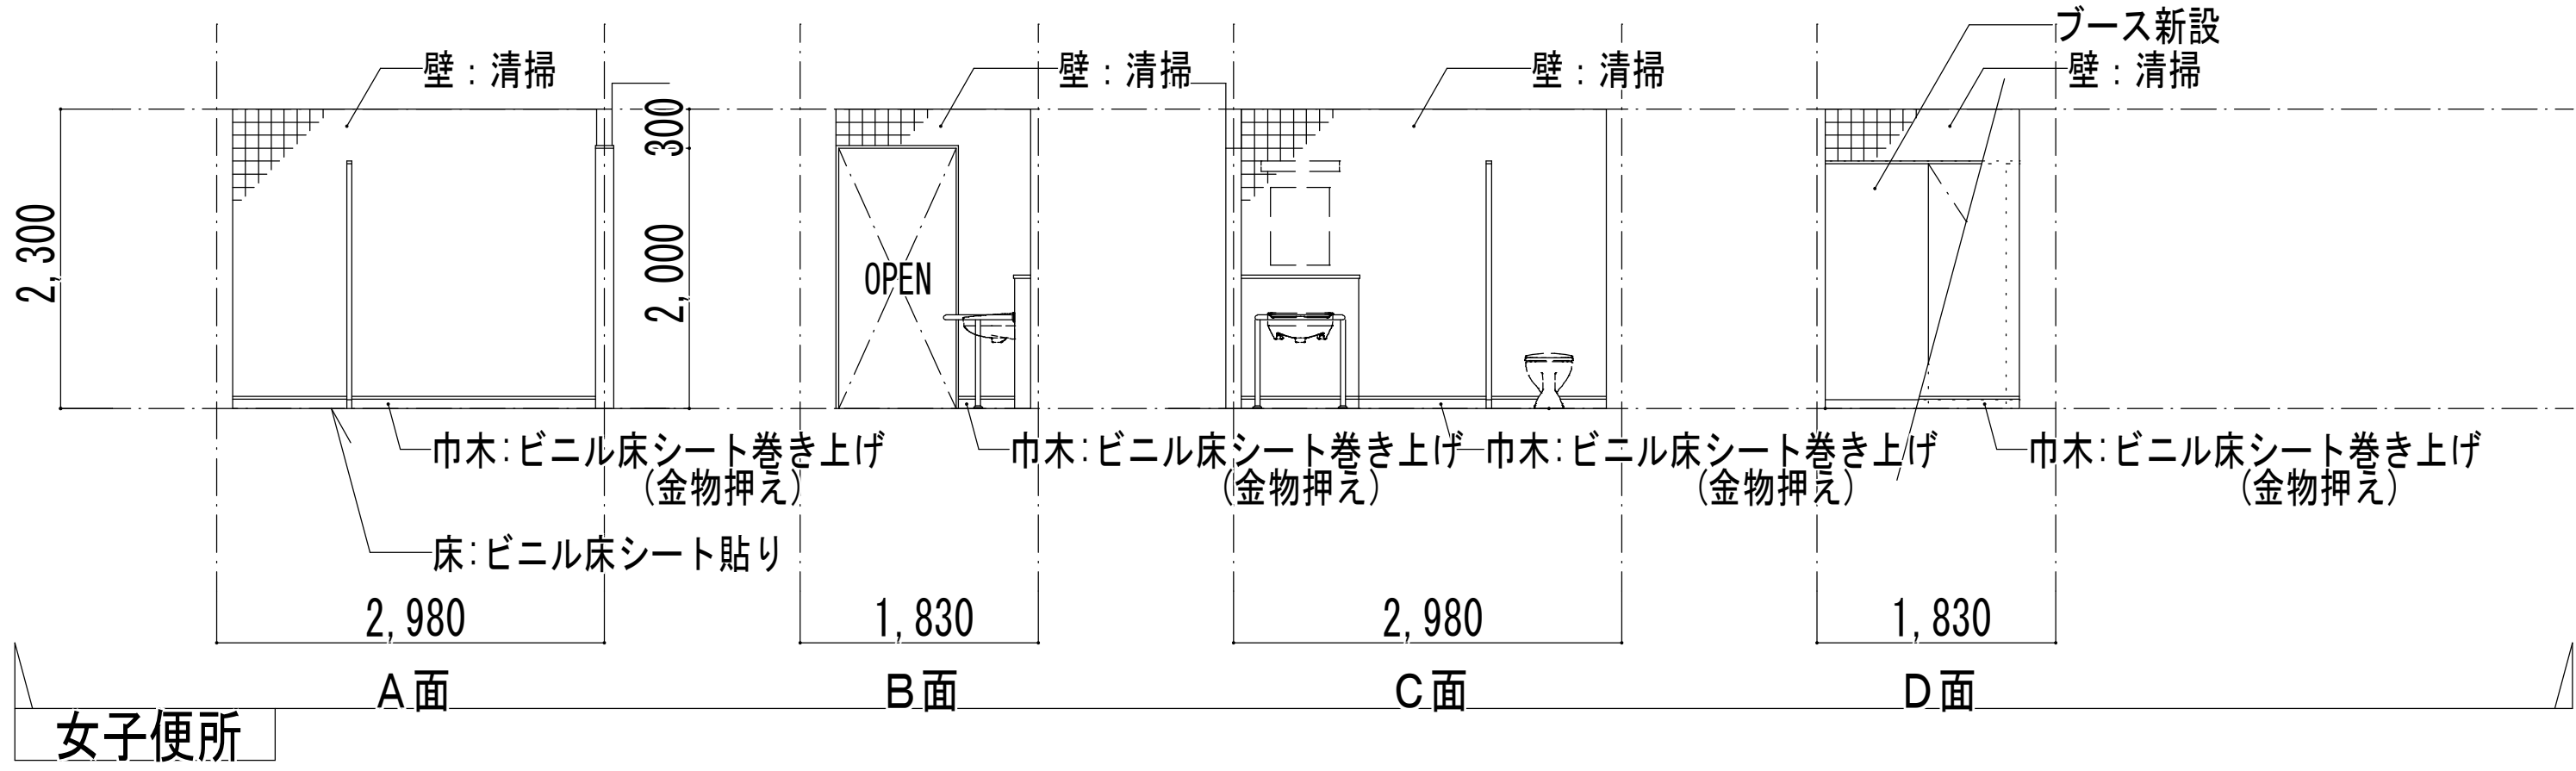 ブース新設
壁：清掃
壁：清掃
壁：清掃
壁：清掃
300
2,300
2,000
OPEN
巾木：ビニル床シート巻き上げ
(金物押え)
巾木：ビニル床シート巻き上げ
(金物押え)
巾木：ビニル床シート巻き上げ
(金物押え)
巾木：ビニル床シート巻き上げ
(金物押え)
床：ビニル床シート貼り
2,980
1,830
2,980
1,830
A面
B面
C面
D面
女子便所